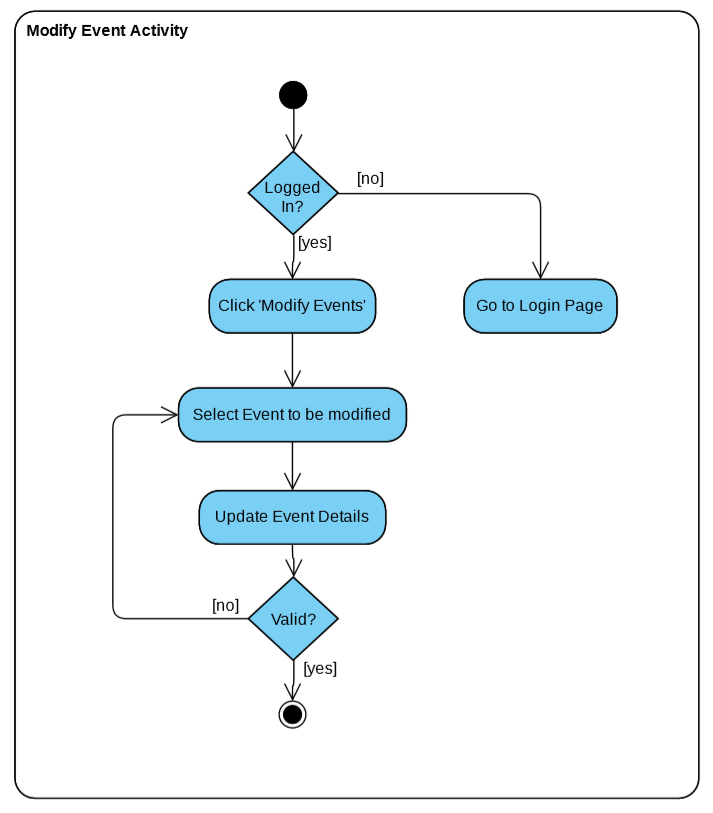 Modify Event Activity
Logged
In?
[no]
[yes]
Click 'Modify Events'
Go to Login Page
Select Event to be modified
Update Event Details
[no]
Valid?
[yes]